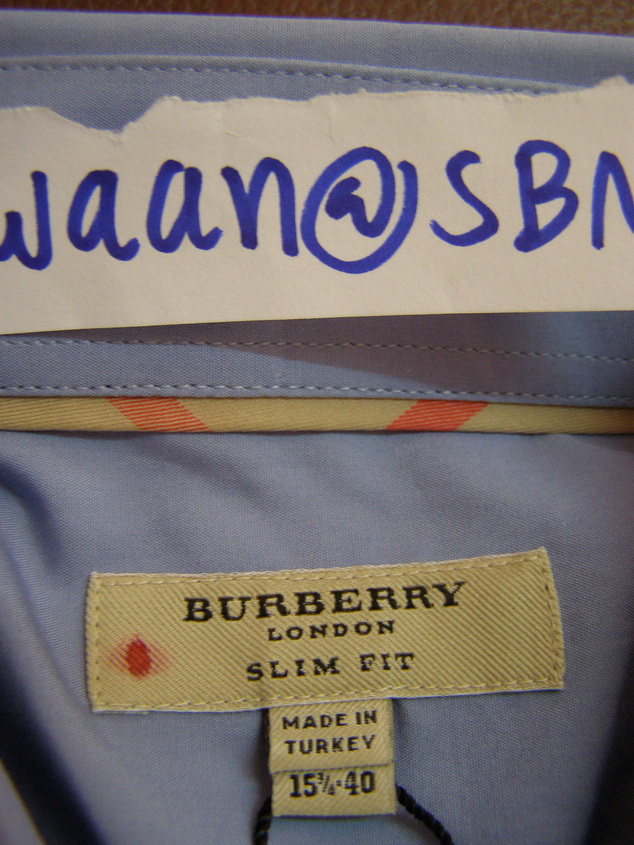 waan@SBN
BURBERRY
LONDON
SLIM FIT
MADE IN
TURKEY
15¾-40